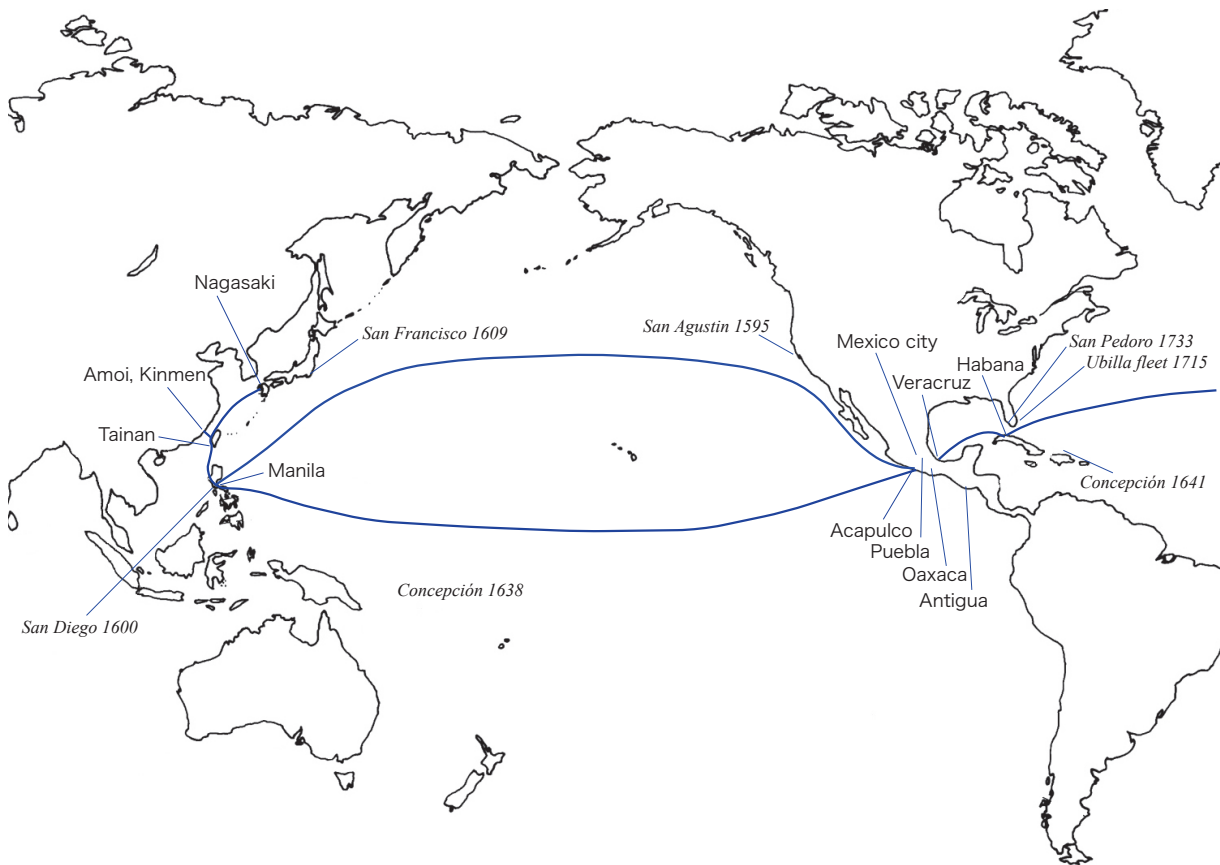 Nagasaki
San Francisco 1609
San Agustin 1595
Mexico city
San Pedoro 1733
Habana
Ubilla fleet 1715
Amoi, Kinmen
Veracruz
Tainan
Manila
Concepción 1641
Acapulco
Puebla
Oaxaca
Concepción 1638
Antigua
San Diego 1600